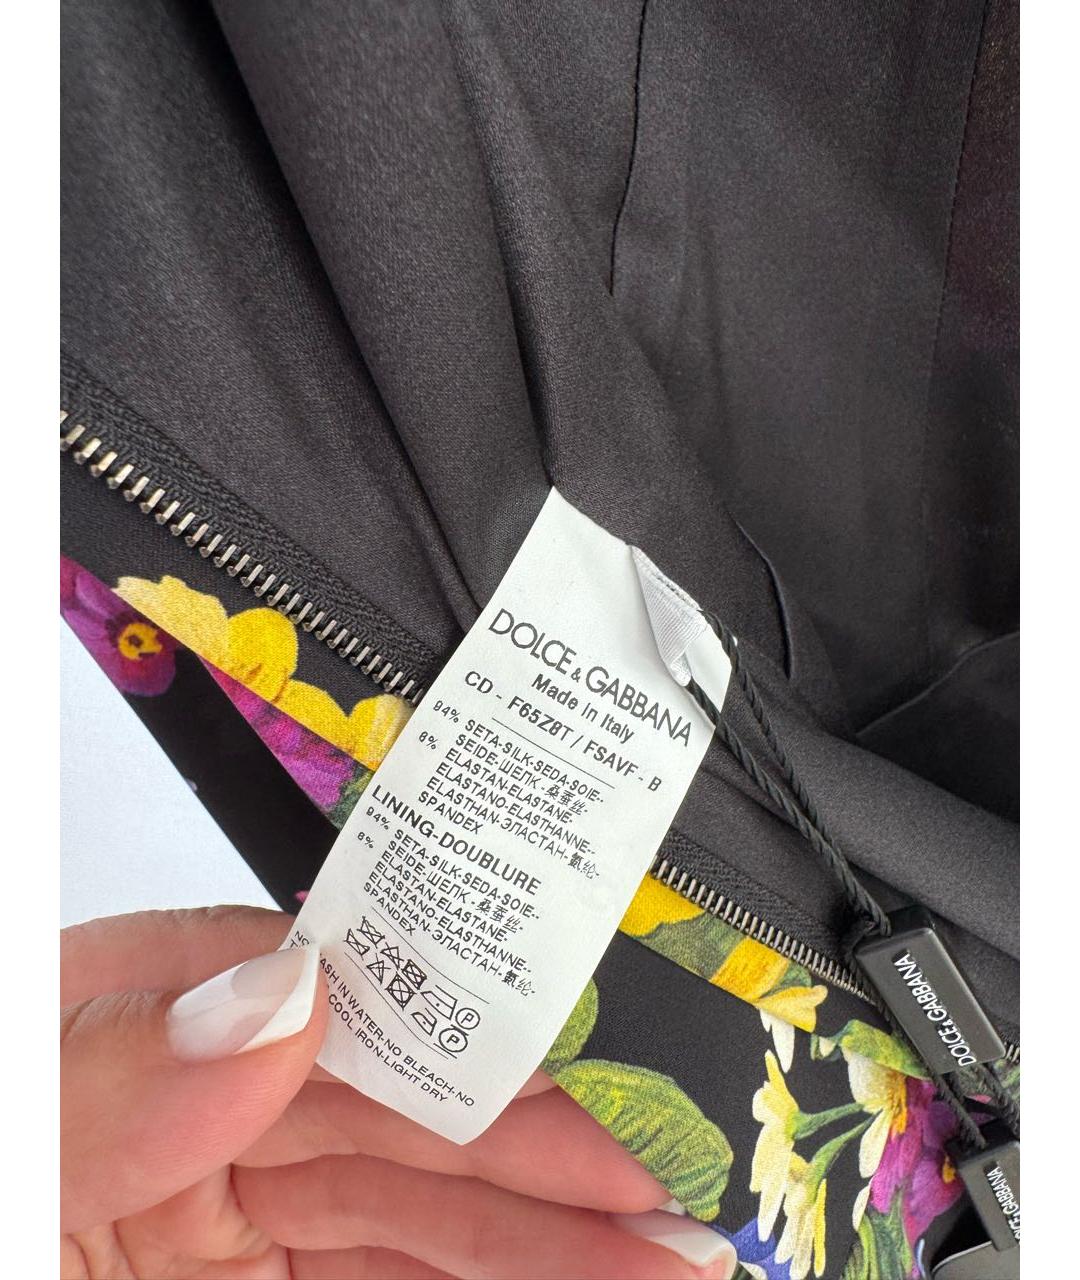 DOLCE & GABBANA
Made in Italy
CD - F65Z8T / FSAVF - B
94% SETA-SILK-SEDA-SOIE-
SEIDE-ШЕЛК-桑蚕丝-
6% ELASTAN-ELASTANE-
ELASTANO-ELASTHANNE-
ELASTHAN-ЭЛАСТАН-氨纶-
SPANDEX
LINING-DOUBLURE
94% SETA-SILK-SEDA-SOIE-
SEIDE-ШЕЛК-桑蚕丝-
6% ELASTAN-ELASTANE-
ELASTANO-ELASTHANNE-
ELASTHAN-ЭЛАСТАН-氨纶-
SPANDEX
P
P
IN WATER-NO BLEACH-NO
COOL IRON-LIGHT DRY
DOLCE & GABBANA
& GABBANA